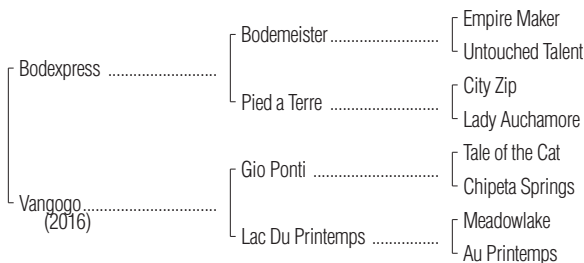 Empire Maker
Bodemeister
Untouched Talent
Bodexpress
City Zip
Pied a Terre
Lady Auchamore
Tale of the Cat
Gio Ponti
Chipeta Springs
Vangogo
(2016)
Meadowlake
Lac Du Printemps
Au Printemps